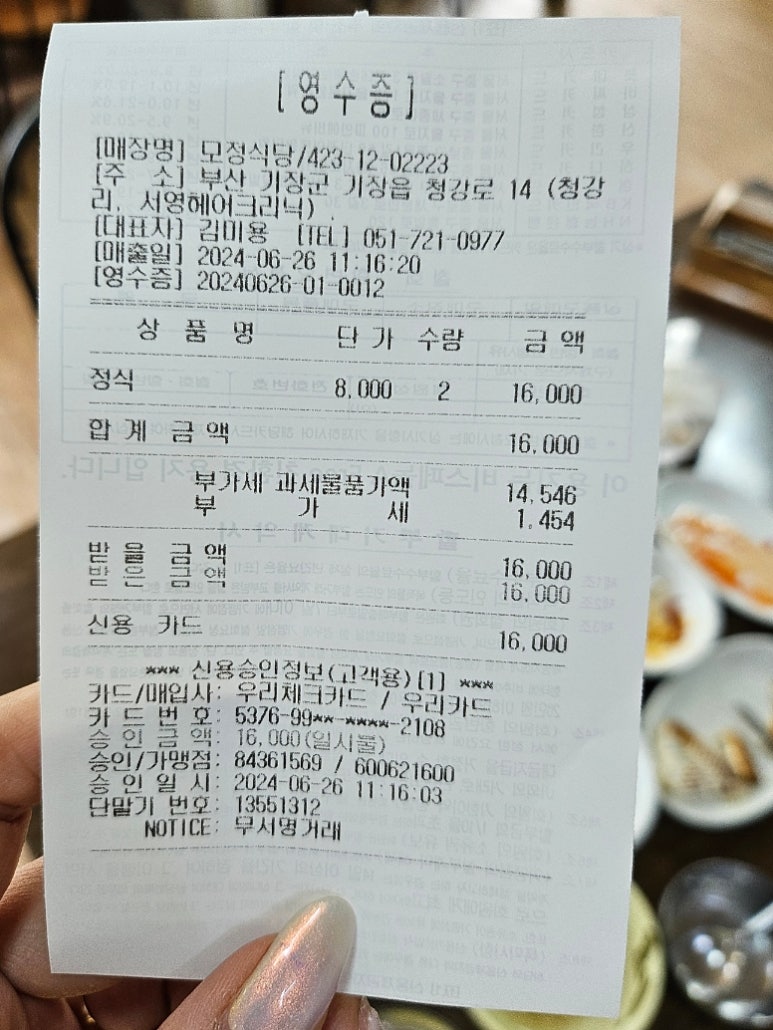 [영수증]
[매장명] 모정식당/423-12-02223
[주 소] 부산 기장군 기장읍 청강로 14 (청강
리, 서영헤어크리닉)
[대표자] 김미용 [TEL] 051-721-0977
[매출일] 2024-06-26 11:16:20
[영수증] 20240626-01-0012
상 품 명 단 가 수량 금 액
정식 8,000 2 16,000
합 계 금 액 16,000
부가세 과세물품가액 14,546
부 가 세 1,454
받 을 금 액 16,000
받 은 금 액 16,000
신용 카드 16,000
*** 신용승인정보(고객용)[1] ***
카드/매입사: 우리체크카드 / 우리카드
카 드 번 호: 5376-99**-****-2108
승 인 금 액: 16,000(일시불)
승인/가맹점: 84361569 / 600621600
승 인 일 시: 2024-06-26 11:16:03
단말기 번호: 13551312
NOTICE: 무서명거래